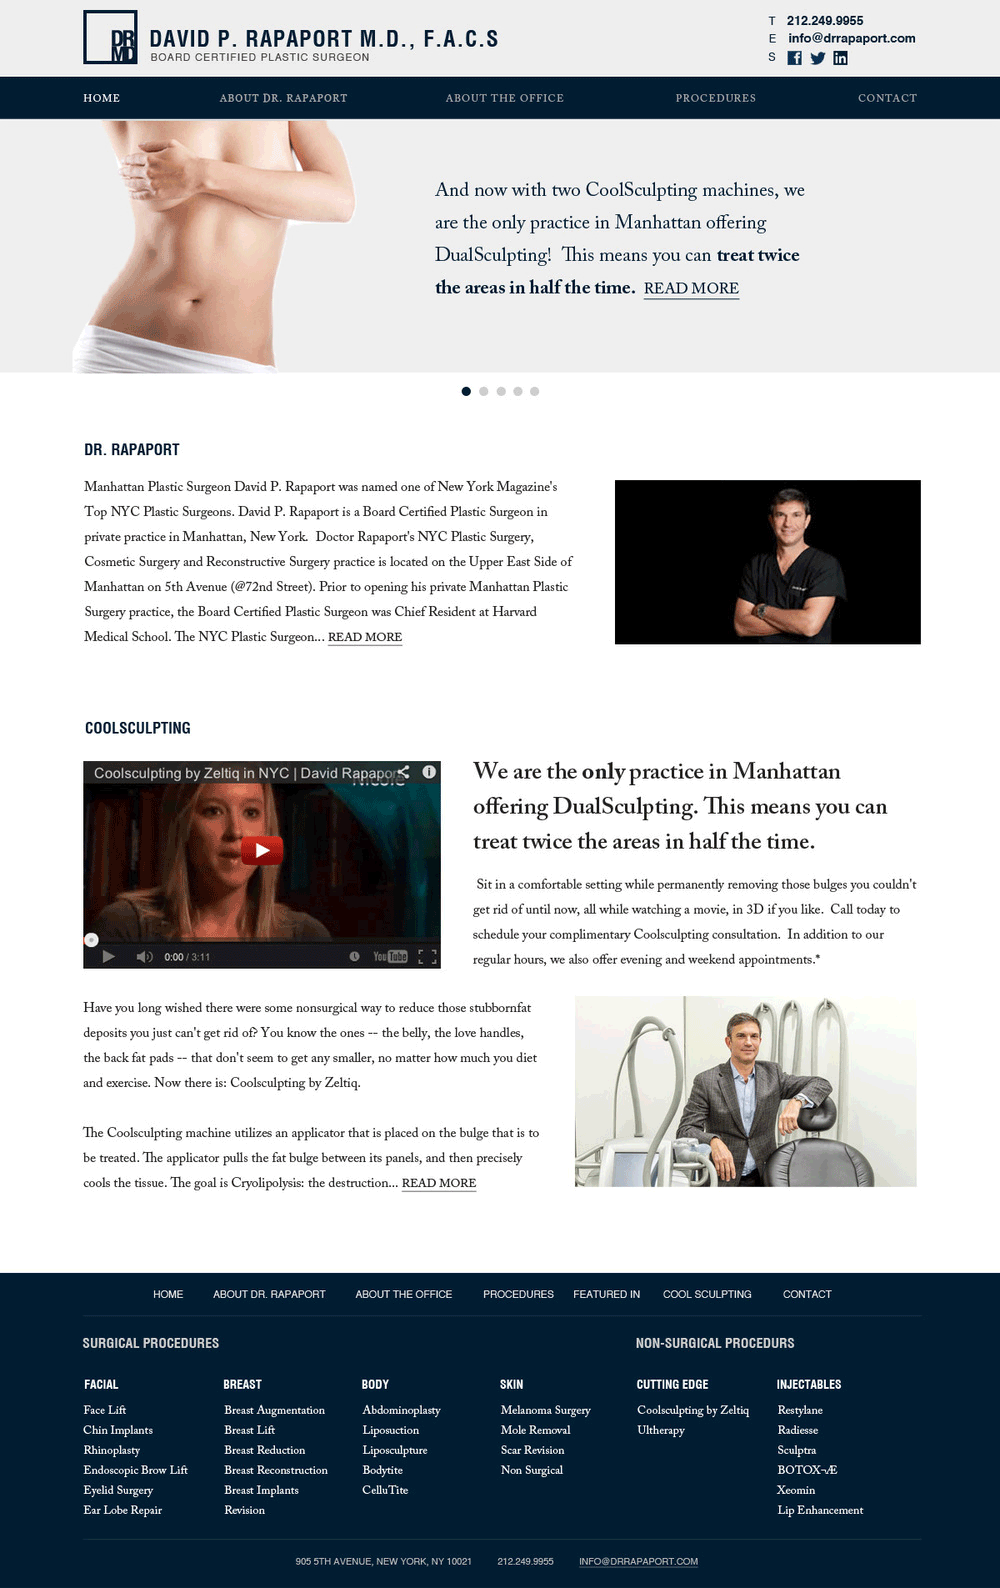 DR
MD
DAVID P. RAPAPORT M.D., F.A.C.S
BOARD CERTIFIED PLASTIC SURGEON
T 212.249.9955
E info@drrapaport.com
S
HOME ABOUT DR. RAPAPORT ABOUT THE OFFICE PROCEDURES CONTACT
And now with two CoolSculpting machines, we
are the only practice in Manhattan offering
DualSculpting! This means you can treat twice
the areas in half the time. READ MORE
DR. RAPAPORT
Manhattan Plastic Surgeon David P. Rapaport was named one of New York Magazine's
Top NYC Plastic Surgeons. David P. Rapaport is a Board Certified Plastic Surgeon in
private practice in Manhattan, New York. Doctor Rapaport's NYC Plastic Surgery,
Cosmetic Surgery and Reconstructive Surgery practice is located on the Upper East Side of
Manhattan on 5th Avenue (@72nd Street). Prior to opening his private Manhattan Plastic
Surgery practice, the Board Certified Plastic Surgeon was Chief Resident at Harvard
Medical School. The NYC Plastic Surgeon... READ MORE
COOLSCULPTING
Coolsculpting by Zeltiq in NYC | David Rapapor
Nicole
0:00 / 3:11
YouTube
We are the only practice in Manhattan
offering DualSculpting. This means you can
treat twice the areas in half the time.
Sit in a comfortable setting while permanently removing those bulges you couldn't
get rid of until now, all while watching a movie, in 3D if you like. Call today to
schedule your complimentary Coolsculpting consultation. In addition to our
regular hours, we also offer evening and weekend appointments.*
Have you long wished there were some nonsurgical way to reduce those stubbornfat
deposits you just can't get rid of? You know the ones -- the belly, the love handles,
the back fat pads -- that don't seem to get any smaller, no matter how much you diet
and exercise. Now there is: Coolsculpting by Zeltiq.
The Coolsculpting machine utilizes an applicator that is placed on the bulge that is to
be treated. The applicator pulls the fat bulge between its panels, and then precisely
cools the tissue. The goal is Cryolipolysis: the destruction... READ MORE
HOME ABOUT DR. RAPAPORT ABOUT THE OFFICE PROCEDURES FEATURED IN COOL SCULPTING CONTACT
SURGICAL PROCEDURES
FACIAL
Face Lift
Chin Implants
Rhinoplasty
Endoscopic Brow Lift
Eyelid Surgery
Ear Lobe Repair
BREAST
Breast Augmentation
Breast Lift
Breast Reduction
Breast Reconstruction
Breast Implants
Revision
BODY
Abdominoplasty
Liposuction
Liposculpture
Bodytite
CelluTite
SKIN
Melanoma Surgery
Mole Removal
Scar Revision
Non Surgical
NON-SURGICAL PROCEDURS
CUTTING EDGE
Coolsculpting by Zeltiq
Ultherapy
INJECTABLES
Restylane
Radiesse
Sculptra
BOTOX¬Æ
Xeomin
Lip Enhancement
905 5TH AVENUE, NEW YORK, NY 10021 212.249.9955 INFO@DRRAPAPORT.COM